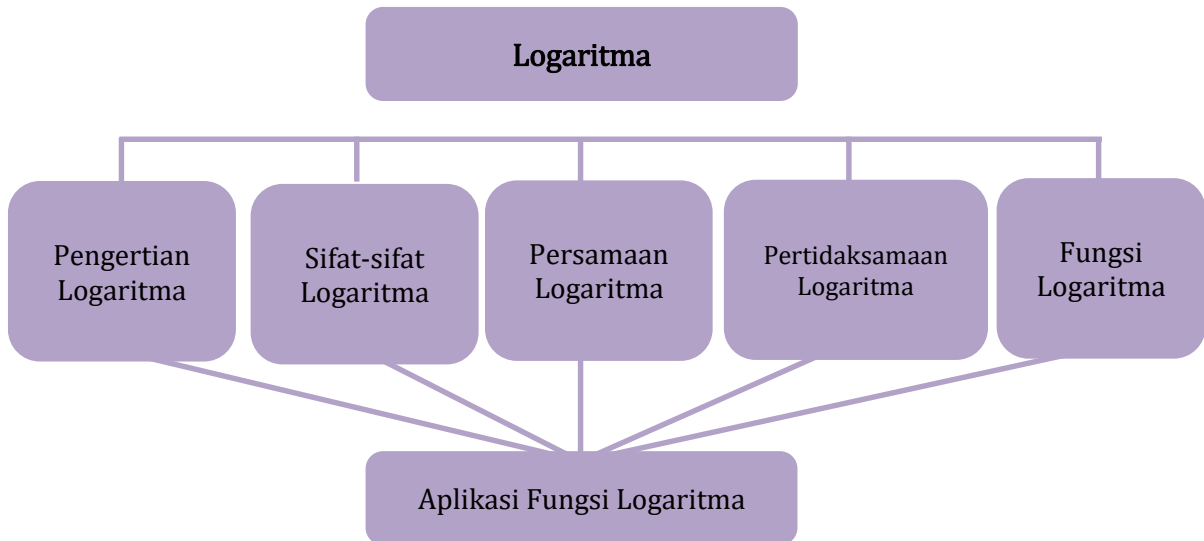 Logaritma
Pengertian
Logaritma
Sifat-sifat
Logaritma
Persamaan
Logaritma
Pertidaksamaan
Logaritma
Fungsi
Logaritma
Aplikasi Fungsi Logaritma